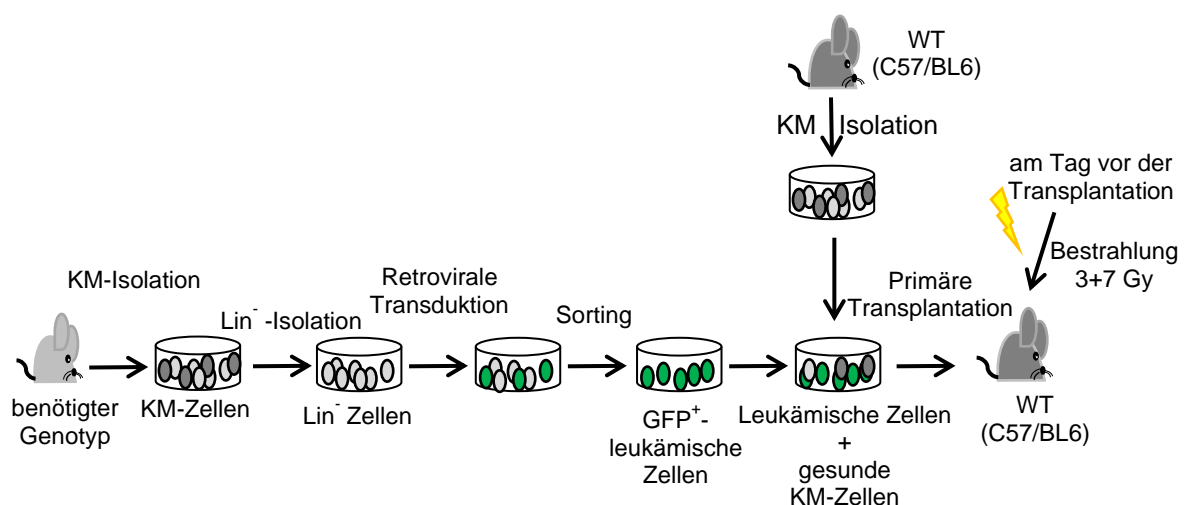 WT
(C57/BL6)
KM Isolation
am Tag vor der
Transplantation
Bestrahlung
3+7 Gy
KM-Isolation
Lin⁻ -Isolation
Retrovirale
Transduktion
Sorting
Primäre
Transplantation
benötigter
Genotyp
KM-Zellen
Lin⁻ Zellen
GFP⁺-
leukämische
Zellen
Leukämische Zellen
+
gesunde
KM-Zellen
WT
(C57/BL6)